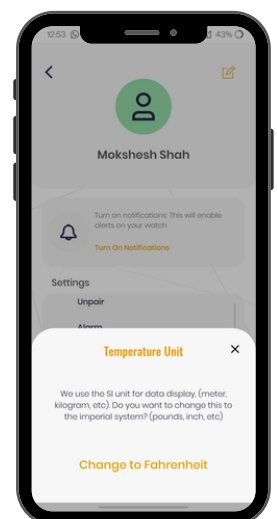 12:53
43%
Mokshesh Shah
Turn on notifications: This will enable
alerts on your watch
Turn On Notifications
Settings
Unpair
Alarm
Temperature Unit
We use the SI unit for data display, (meter,
kilogram, etc). Do you want to change this to
the imperial system? (pounds, inch, etc)
Change to Fahrenheit